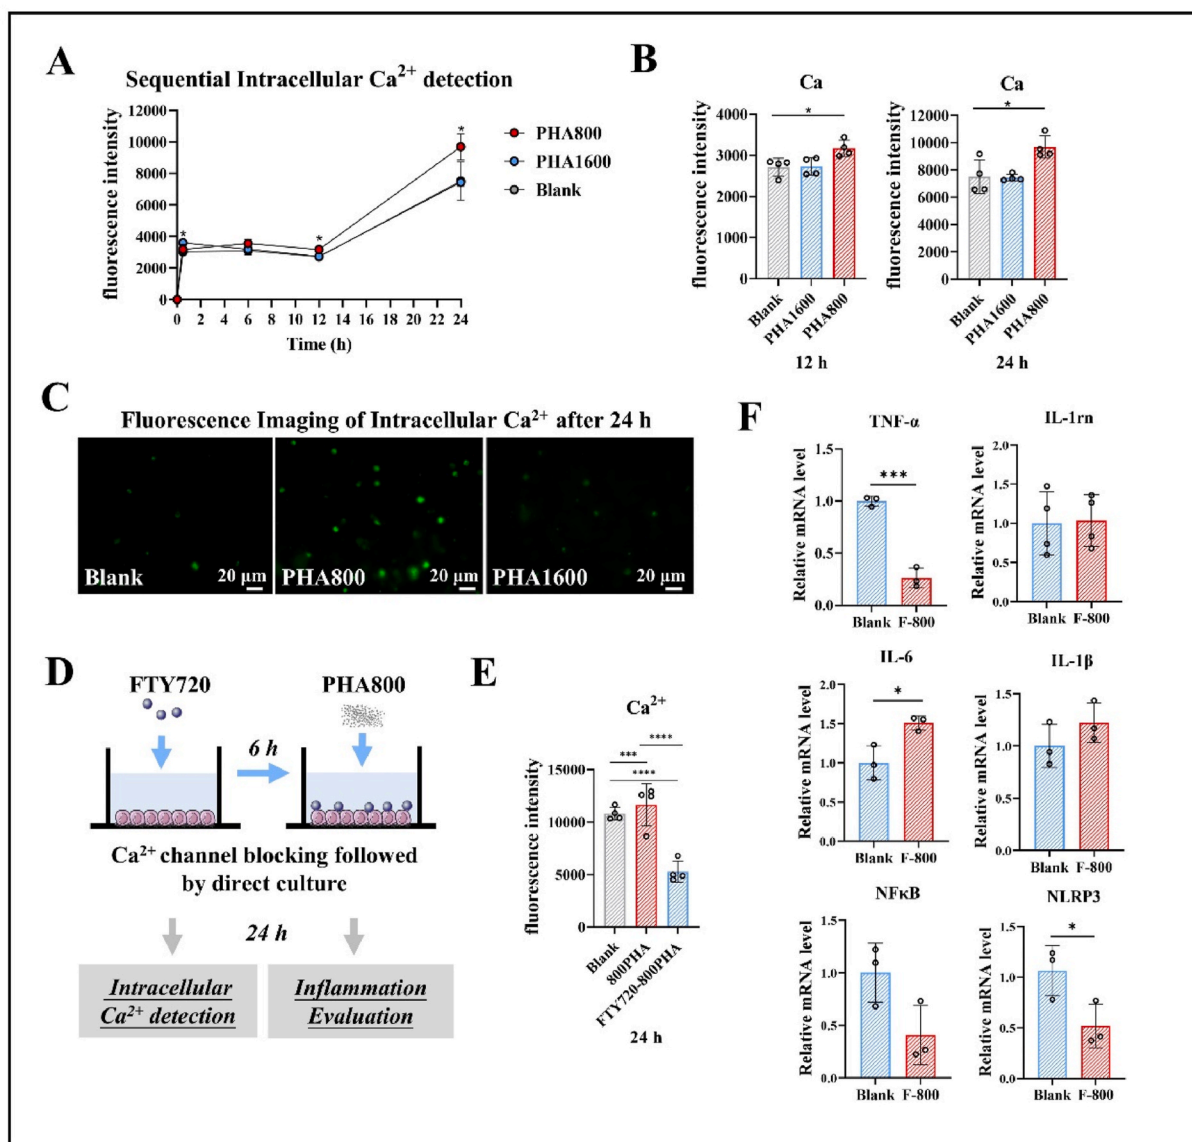 A
Sequential Intracellular Ca²⁺ detection
fluorescence intensity
12000
10000
8000
6000
4000
2000
0
*
*
*
0 2 4 6 8 10 12 14 16 18 20 22 24
Time (h)
PHA800
PHA1600
Blank
B
Ca
fluorescence intensity
4000
3000
2000
1000
0
*
Blank
PHA1600
PHA800
12 h
Ca
fluorescence intensity
12000
10000
8000
6000
4000
2000
0
*
Blank
PHA1600
PHA800
24 h
C
Fluorescence Imaging of Intracellular Ca²⁺ after 24 h
Blank
20 μm
PHA800
20 μm
PHA1600
20 μm
D
FTY720
PHA800
6 h
Ca²⁺ channel blocking followed
by direct culture
24 h
Intracellular
Ca²⁺ detection
Inflammation
Evaluation
E
Ca²⁺
fluorescence intensity
15000
10000
5000
0
****
***
****
Blank
800PHA
FTY720-800PHA
24 h
F
TNF-α
Relative mRNA level
1.5
1.0
0.5
0.0
***
Blank F-800
IL-1rn
Relative mRNA level
2.0
1.5
1.0
0.5
0.0
Blank F-800
IL-6
Relative mRNA level
2.0
1.5
1.0
0.5
0.0
*
Blank F-800
IL-1β
Relative mRNA level
1.5
1.0
0.5
0.0
Blank F-800
NFκB
Relative mRNA level
1.5
1.0
0.5
0.0
Blank F-800
NLRP3
Relative mRNA level
1.5
1.0
0.5
0.0
*
Blank F-800